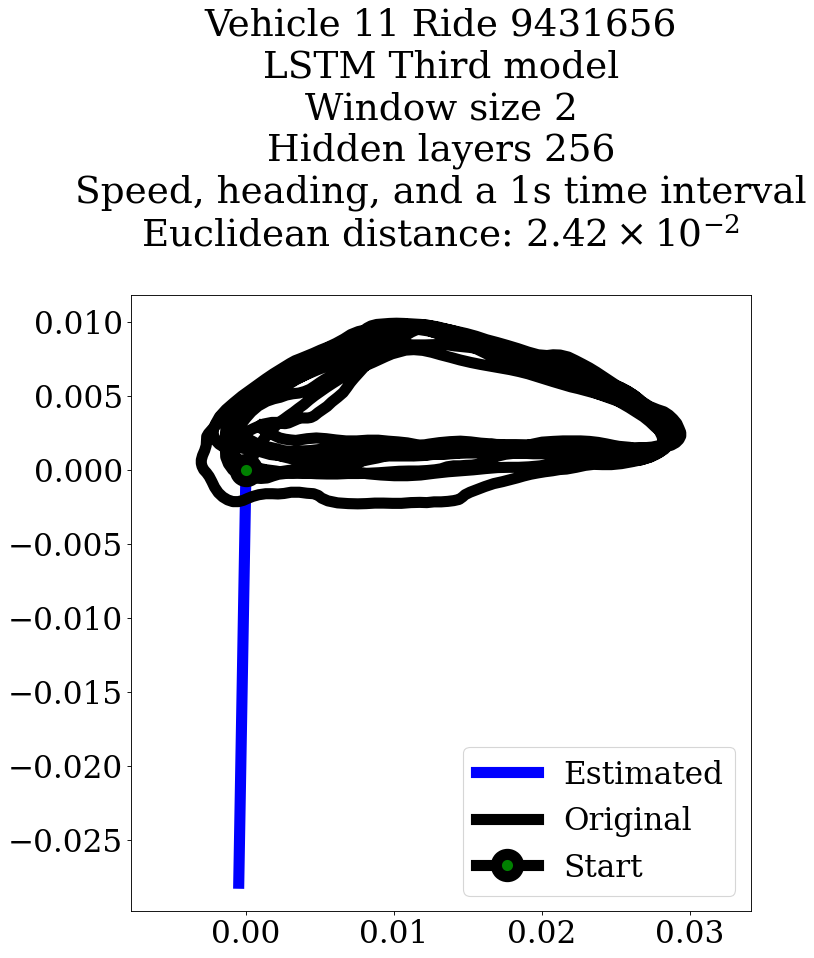 Vehicle 11 Ride 9431656
LSTM Third model
Window size 2
Hidden layers 256
Speed, heading, and a 1s time interval
Euclidean distance: 2.42 × 10⁻²
0.010
0.005
0.000
−0.005
−0.010
−0.015
−0.020
−0.025
Estimated
Original
Start
0.00 0.01 0.02 0.03